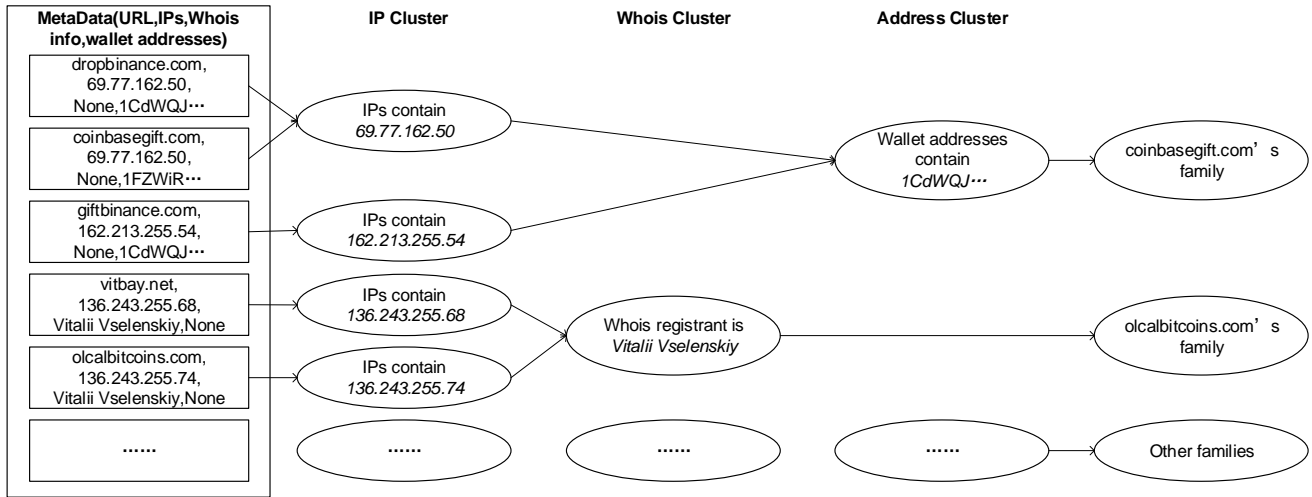 MetaData(URL,IPs,Whois
info,wallet addresses)
IP Cluster
Whois Cluster
Address Cluster
dropbinance.com,
69.77.162.50,
None,1CdWQJ…
coinbasegift.com,
69.77.162.50,
None,1FZWiR…
giftbinance.com,
162.213.255.54,
None,1CdWQJ…
vitbay.net,
136.243.255.68,
Vitalii Vselenskiy,None
olcalbitcoins.com,
136.243.255.74,
Vitalii Vselenskiy,None
……
IPs contain
69.77.162.50
IPs contain
162.213.255.54
IPs contain
136.243.255.68
IPs contain
136.243.255.74
……
Whois registrant is
Vitalii Vselenskiy
……
Wallet addresses
contain
1CdWQJ…
……
coinbasegift.com’s
family
olcalbitcoins.com’s
family
Other families